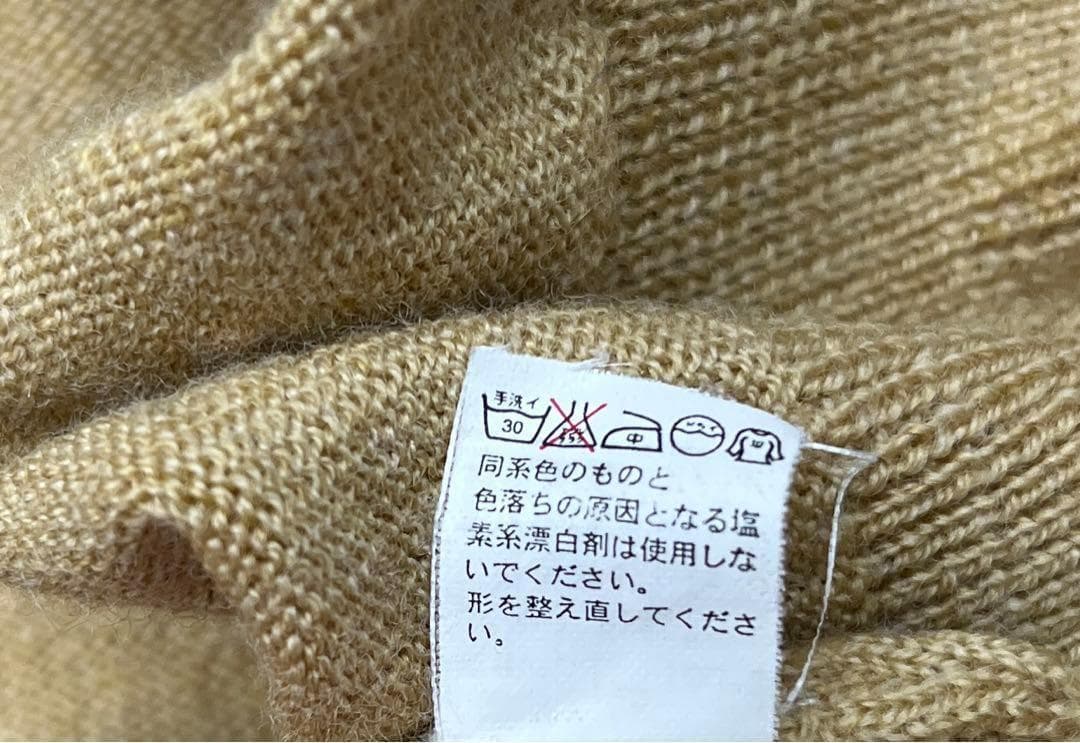 手洗イ
30
中
同系色のものと
色落ちの原因となる塩
素系漂白剤は使用しな
いでください。
形を整え直してくださ
い。